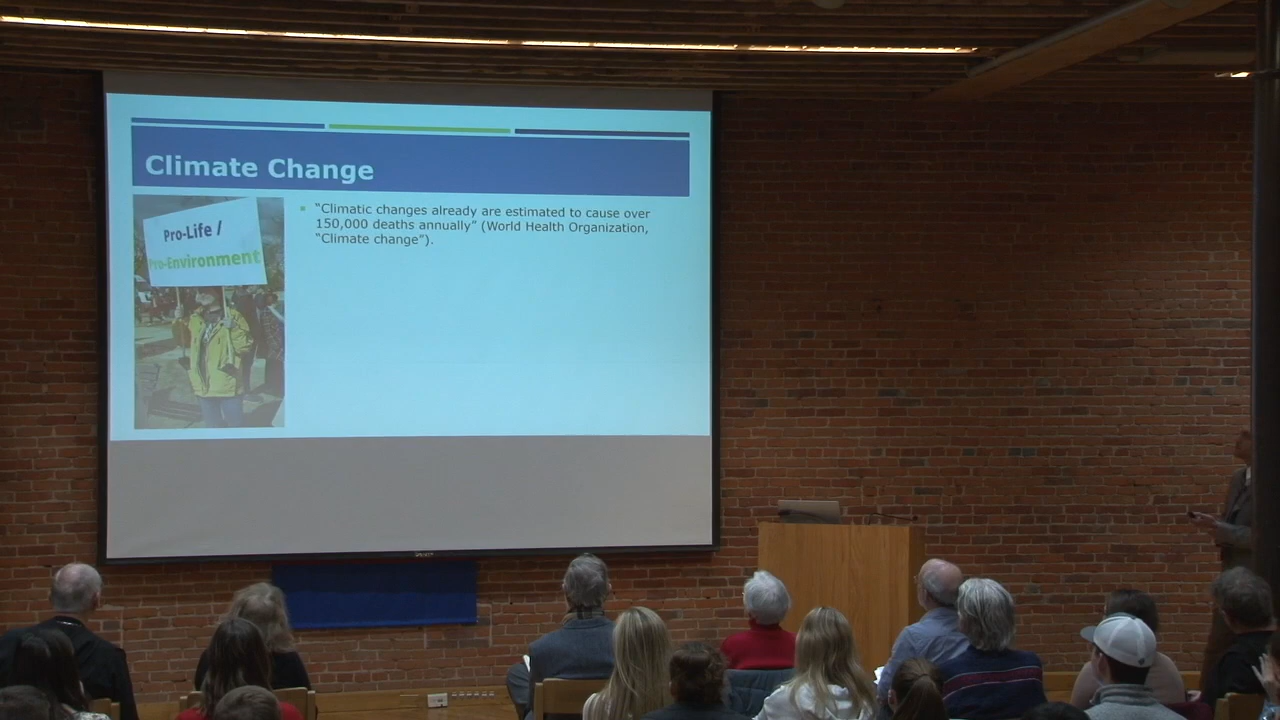 Climate Change
Pro-Life /
Pro-Environment
“Climatic changes already are estimated to cause over
150,000 deaths annually” (World Health Organization,
“Climate change”).